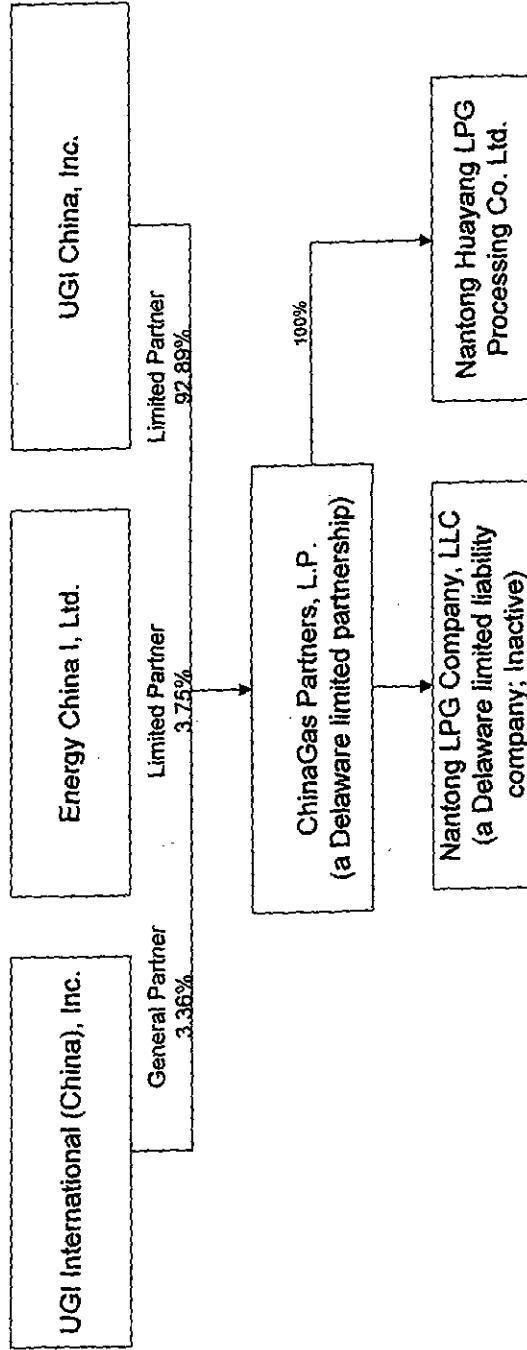 UGI International (China), Inc.
Energy China I, Ltd.
UGI China, Inc.
General Partner
3.36%
Limited Partner
3.75%
Limited Partner
92.89%
ChinaGas Partners, L.P.
(a Delaware limited partnership)
100%
Nantong LPG Company, LLC
(a Delaware limited liability
company; Inactive)
Nantong Huayang LPG
Processing Co. Ltd.